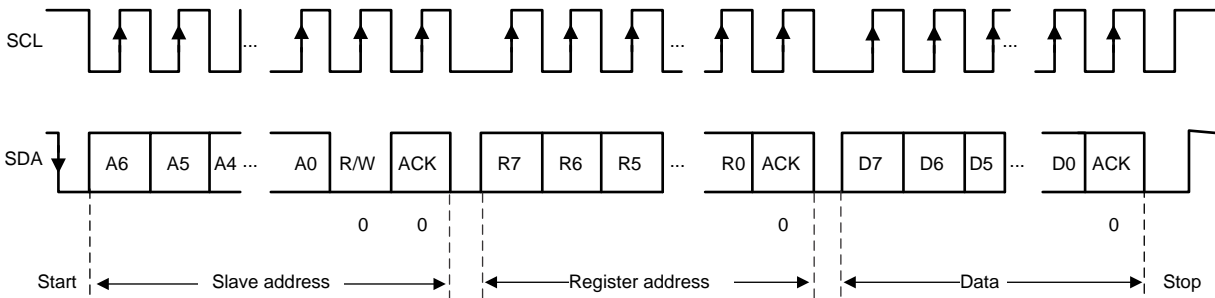 SCL ... ... ...
SDA A6 A5 A4 ... A0 R/W ACK R7 R6 R5 ... R0 ACK D7 D6 D5 ... D0 ACK
0 0 0 0
Start Slave address Register address Data Stop